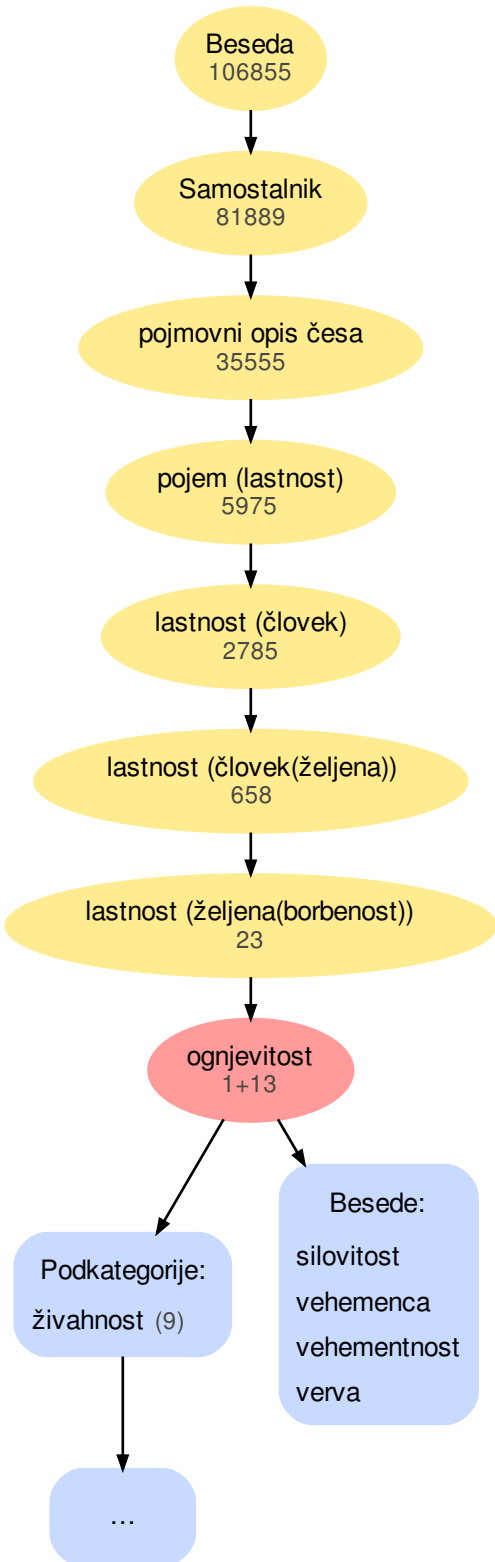 Beseda
106855
Samostalnik
81889
pojmovni opis česa
35555
pojem (lastnost)
5975
lastnost (človek)
2785
lastnost (človek(željena))
658
lastnost (željena(borbenost))
23
ognjevitost
1+13
Podkategorije:
živahnost (9)
...
Besede:
silovitost
vehemenca
vehementnost
verva